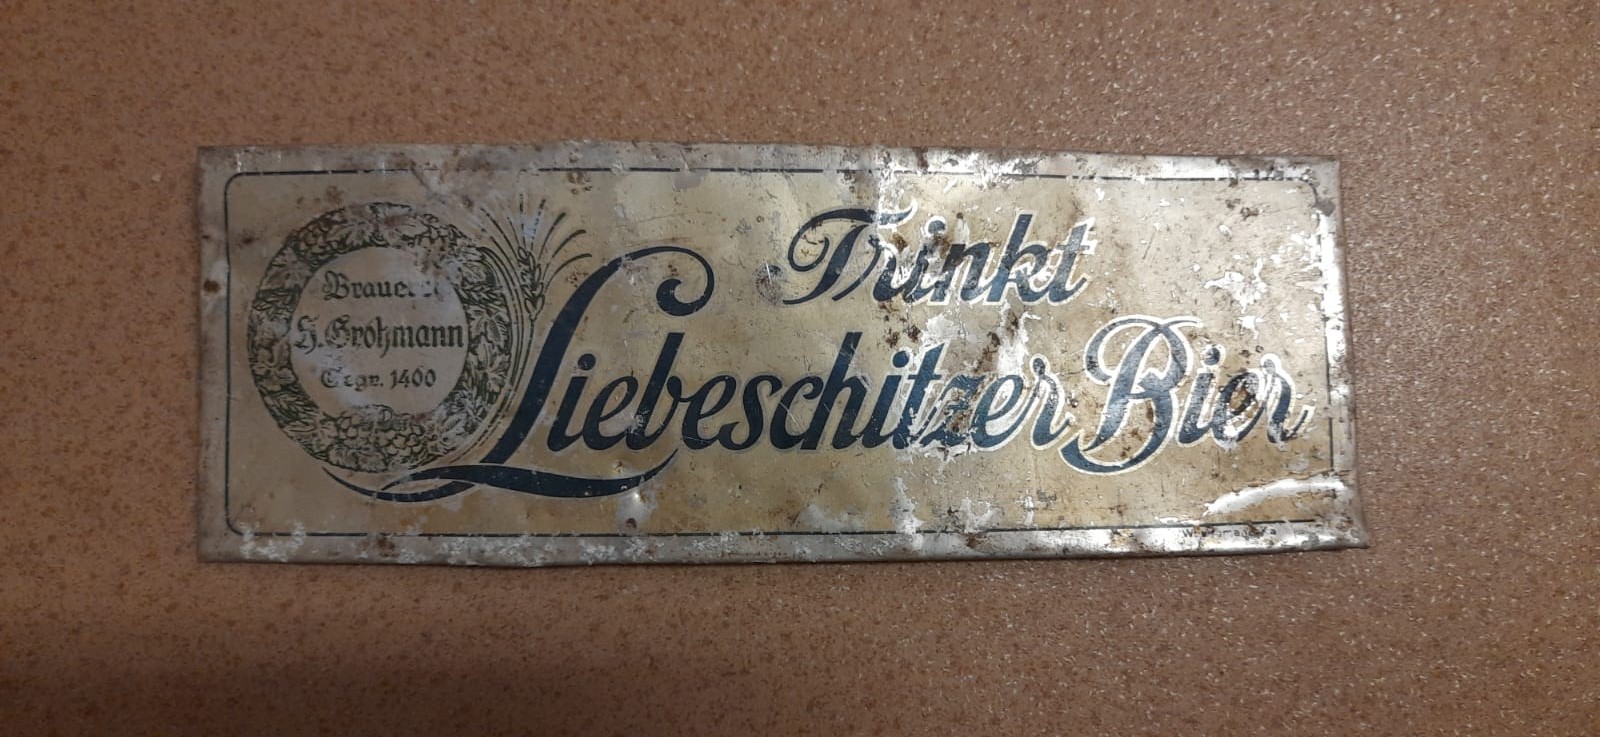 Brauerei
H. Grohmann
Gegr. 1400
Trinkt
Liebeschitzer Bier